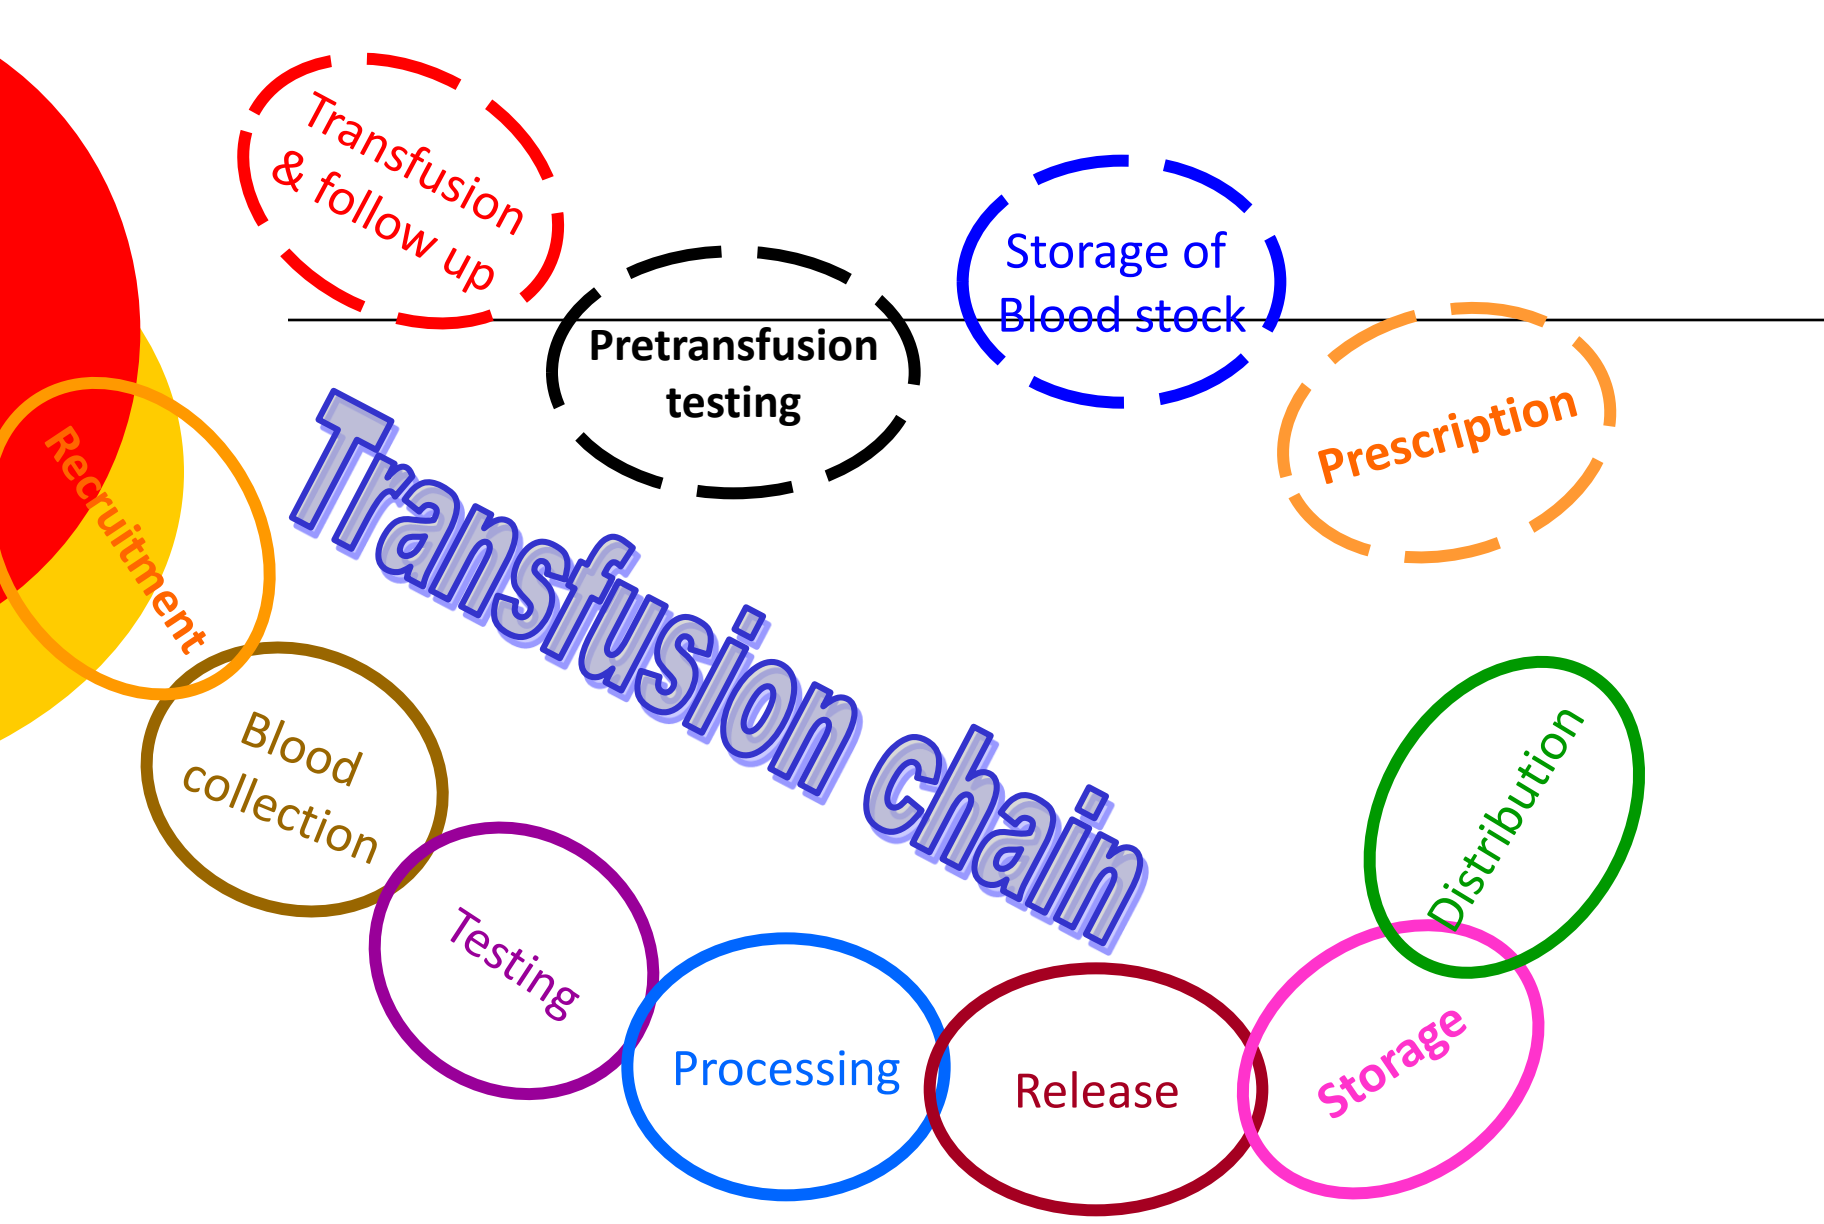 Transfusion
& follow up
Pretransfusion
testing
Storage of
Blood stock
Prescription
Transfusion chain
Recruitment
Blood
collection
Testing
Processing
Release
Storage
Distribution